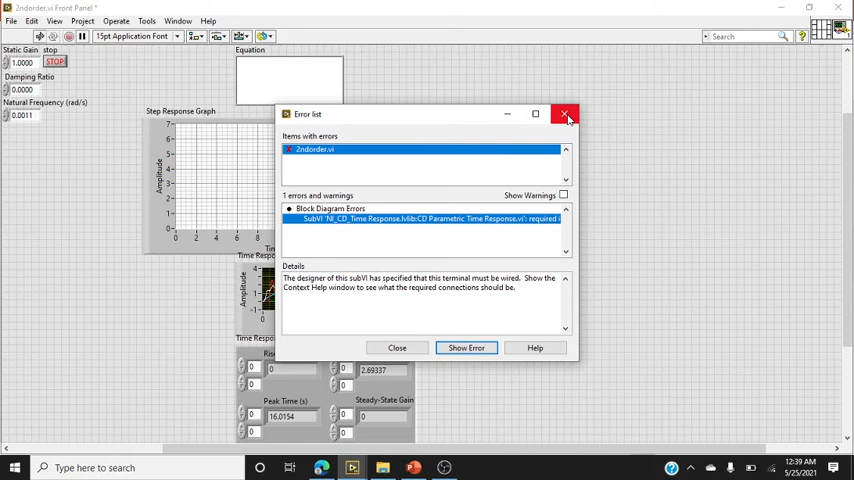 2ndorder.vi Front Panel *
File Edit View Project Operate Tools Window Help
15pt Application Font
Search
Static Gain stop
1.0000 STOP
Damping Ratio
0.0000
Natural Frequency (rad/s)
0.0011
Equation
Step Response Graph
Amplitude
7
6
5
4
3
2
1
0
0 2 4 6 8
Error list
Items with errors
2ndorder.vi
1 errors and warnings Show Warnings
Block Diagram Errors
SubVI 'NI_CD_Time Response.lvlib:CD Parametric Time Response.vi': required
Details
The designer of this subVI has specified that this terminal must be wired. Show the
Context Help window to see what the required connections should be.
Close Show Error Help
Time Respo
Amplitude
4
-1
0
Time Respo
Rise
0 0 0 2.69337
0 0
Peak Time (s) Steady-State Gain
0 16.0154 0 0
0 0
Type here to search
12:39 AM
5/25/2021